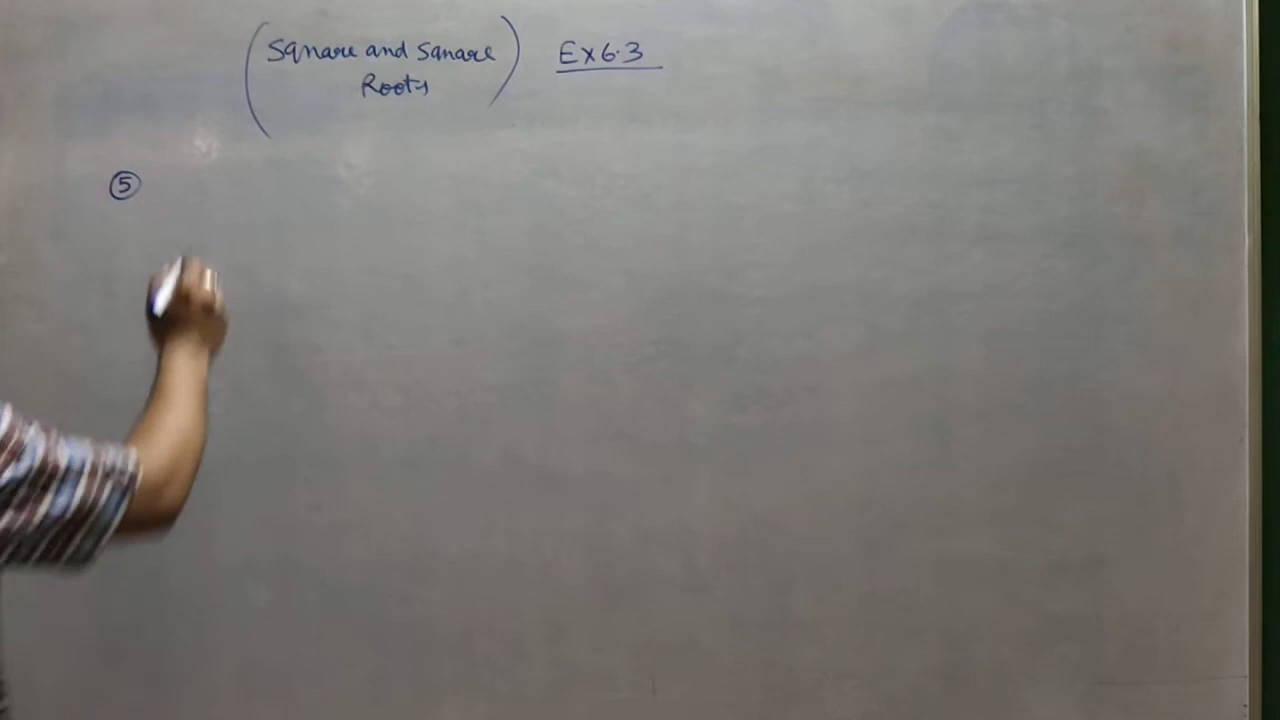 (Square and Square Roots) Ex 6.3
⑤